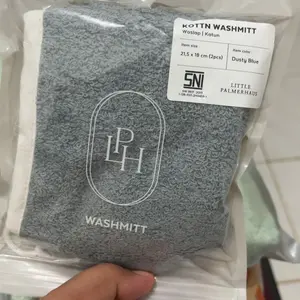 KOTTN WASHMITT
Waslap | Katun
Item size
21,5 x 18 cm (2pcs)
Item color
Dusty Blue
SNI
LITTLE
PALMERHAUS
LPH
WASHMITT